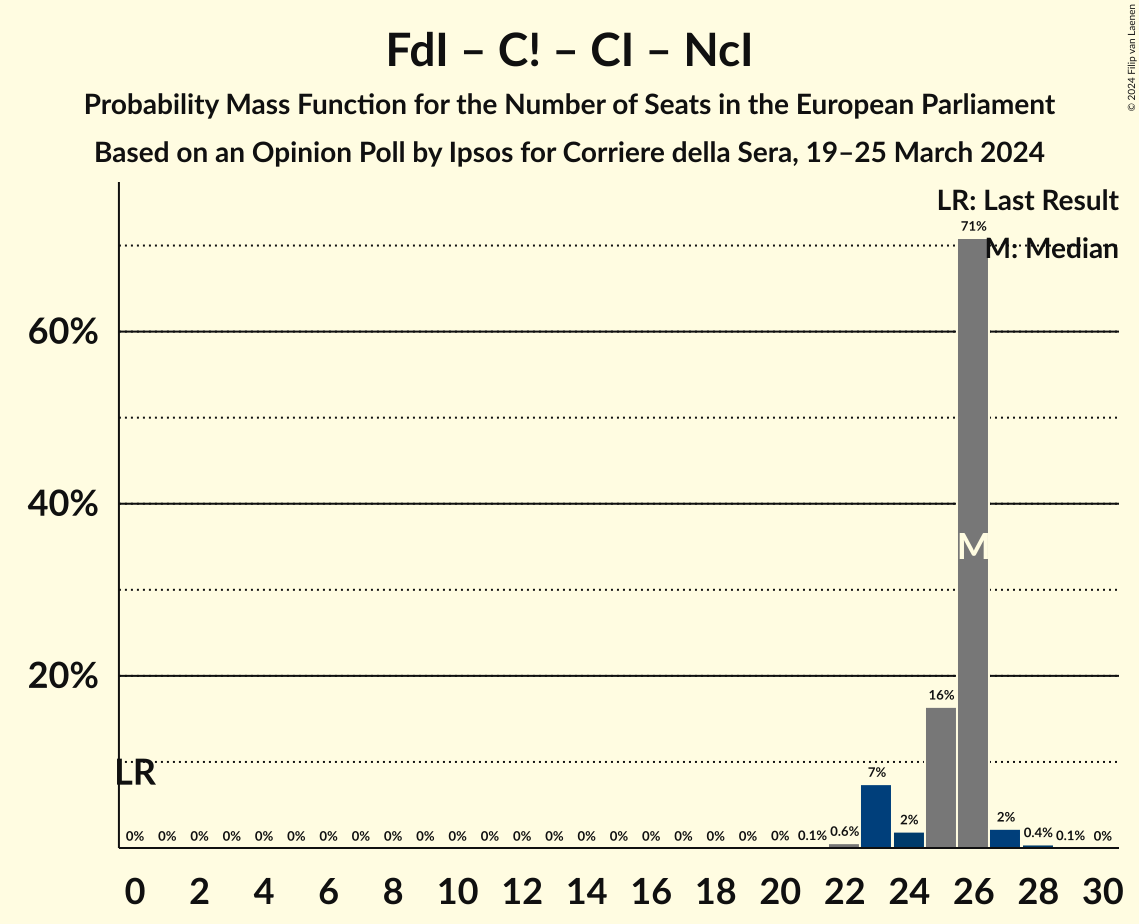 FdI – C! – CI – NcI
Probability Mass Function for the Number of Seats in the European Parliament
Based on an Opinion Poll by Ipsos for Corriere della Sera, 19–25 March 2024
© 2024 Filip van Laenen
LR: Last Result
M: Median
71%
60%
40%
M
20%
16%
LR
7%
2%
2%
0% 0% 0% 0% 0% 0% 0% 0% 0% 0% 0% 0% 0% 0% 0% 0% 0% 0% 0% 0% 0% 0.1% 0.6% 0.4% 0.1% 0%
0 2 4 6 8 10 12 14 16 18 20 22 24 26 28 30